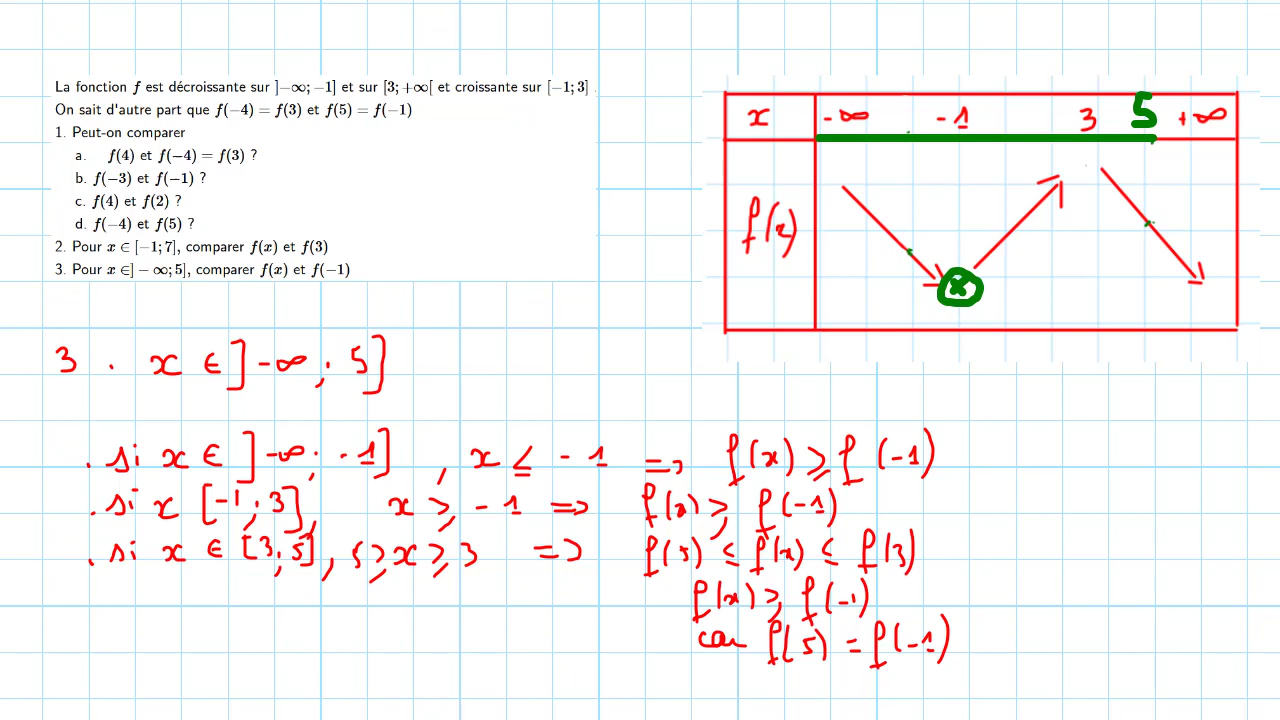 La fonction f est décroissante sur ]−∞; −1] et sur [3; +∞[ et croissante sur [−1; 3] .
On sait d'autre part que f(−4) = f(3) et f(5) = f(−1)
1. Peut-on comparer
a. f(4) et f(−4) = f(3) ?
b. f(−3) et f(−1) ?
c. f(4) et f(2) ?
d. f(−4) et f(5) ?
2. Pour x ∈ [−1; 7], comparer f(x) et f(3)
3. Pour x ∈] − ∞; 5], comparer f(x) et f(−1)
x -∞ -1 3 5 +∞
f(x)
3 . x ∈ ]-∞ ; 5]
. si x ∈ ]-∞ ; -1] , x ≤ -1 => f(x) ≥ f(-1)
. si x [-1 ; 3] , x ≥ -1 => f(x) ≥ f(-1)
. si x ∈ [3 ; 5] , 5 ≥ x ≥ 3 => f(5) ≤ f(x) ≤ f(3)
f(x) ≥ f(-1)
car f(5) = f(-1)